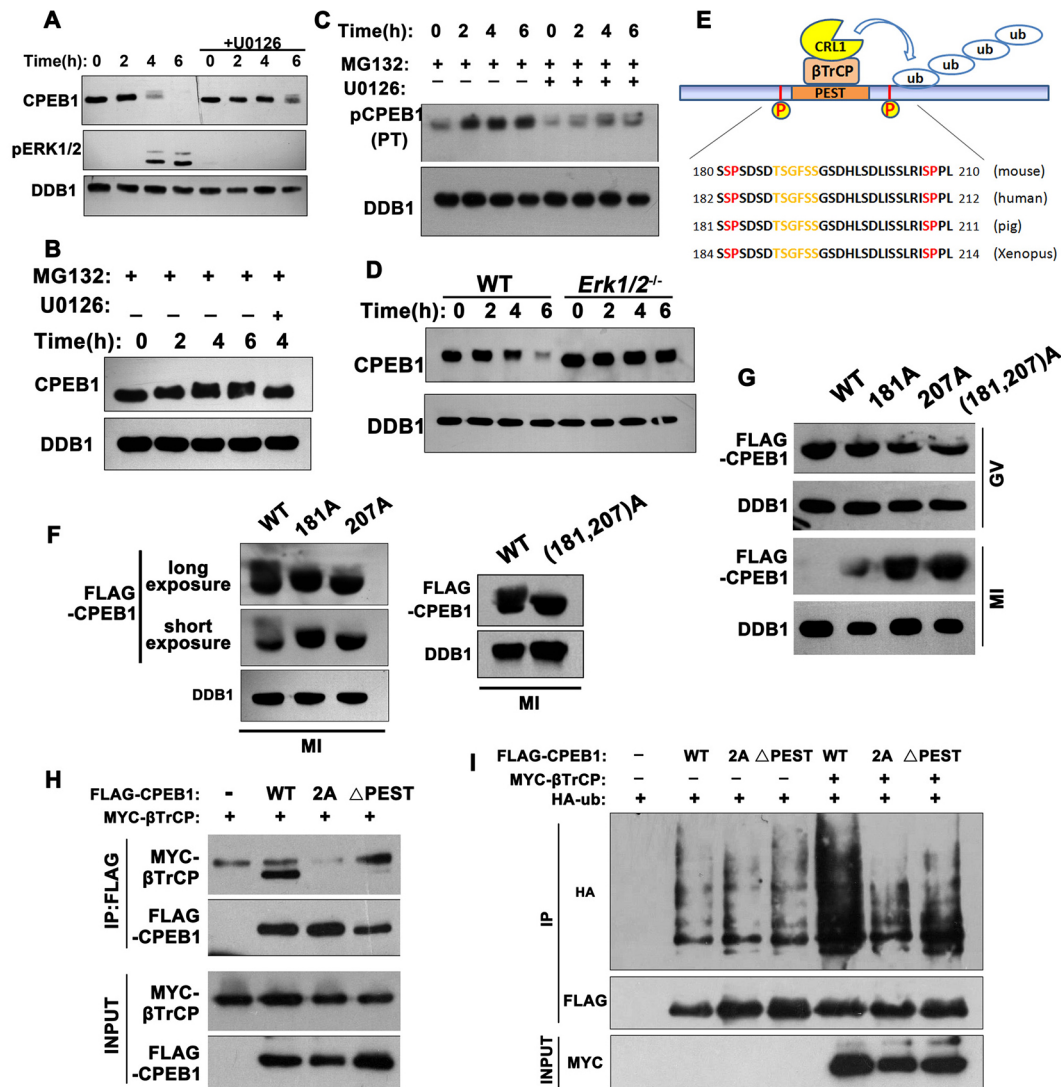 A
+U0126
Time(h): 0 2 4 6 0 2 4 6
CPEB1
pERK1/2
DDB1
B
MG132: + + + + +
U0126: – – – – +
Time(h): 0 2 4 6 4
CPEB1
DDB1
C
Time(h): 0 2 4 6 0 2 4 6
MG132: + + + + + + + +
U0126: – – – – + + + +
pCPEB1
(PT)
DDB1
D
WT Erk1/2-/-
Time(h): 0 2 4 6 0 2 4 6
CPEB1
DDB1
E
CRL1
βTrCP
PEST
ub ub ub ub
P P
180 SSPSDSDTSGFSSGSDHLSDLISSLRISPPL 210 (mouse)
182 SSPSDSDTSGFSSGSDHLSDLISSLRISPPL 212 (human)
181 SSPSDSDTSGFSSGSDHLSDLISSLRISPPL 211 (pig)
184 SSPSDSDTSGFSSGSDHLSDLISSLRISPPL 214 (Xenopus)
F
WT 181A 207A
FLAG
-CPEB1
long
exposure
short
exposure
DDB1
MI
WT (181,207)A
FLAG
-CPEB1
DDB1
MI
G
WT 181A 207A (181,207)A
FLAG
-CPEB1
DDB1
GV
FLAG
-CPEB1
DDB1
MI
H
FLAG-CPEB1: - WT 2A △PEST
MYC-βTrCP: + + + +
IP:FLAG
MYC-
βTrCP
FLAG
-CPEB1
INPUT
MYC-
βTrCP
FLAG
-CPEB1
I
FLAG-CPEB1: – WT 2A △PEST WT 2A △PEST
MYC-βTrCP: – – – – + + +
HA-ub: + + + + + + +
IP
HA
FLAG
INPUT
MYC